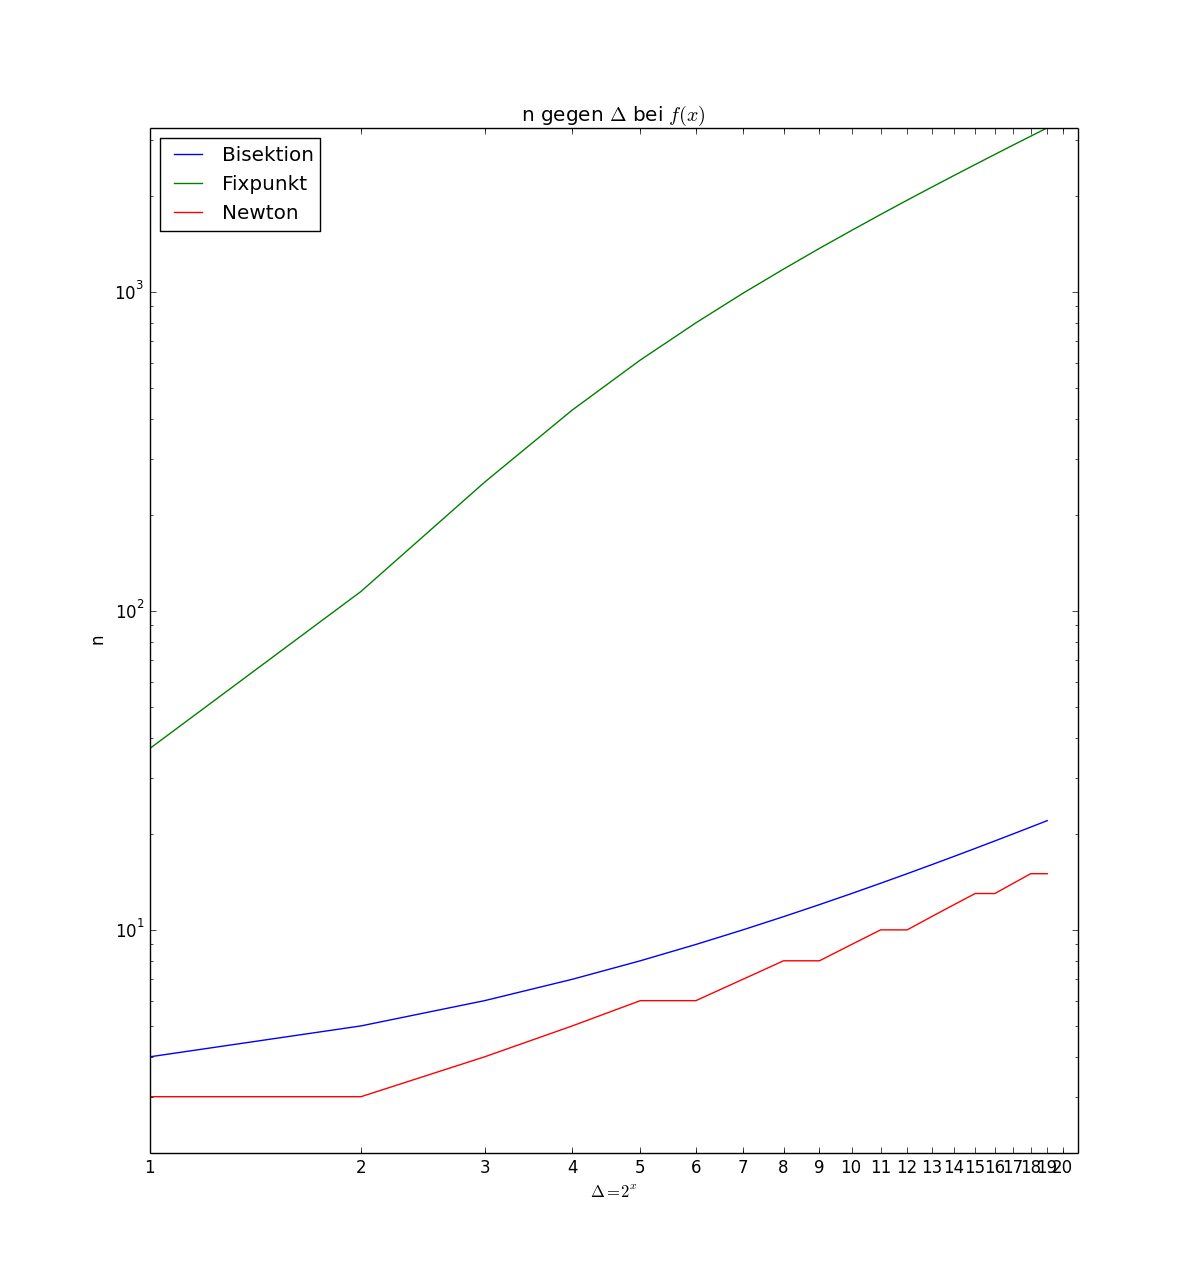 n gegen Δ bei f(x)
Bisektion
Fixpunkt
Newton
10³
10²
10¹
n
1 2 3 4 5 6 7 8 9 10 11 12 13 14 15 16 17 18 19 20
Δ=2ˣ